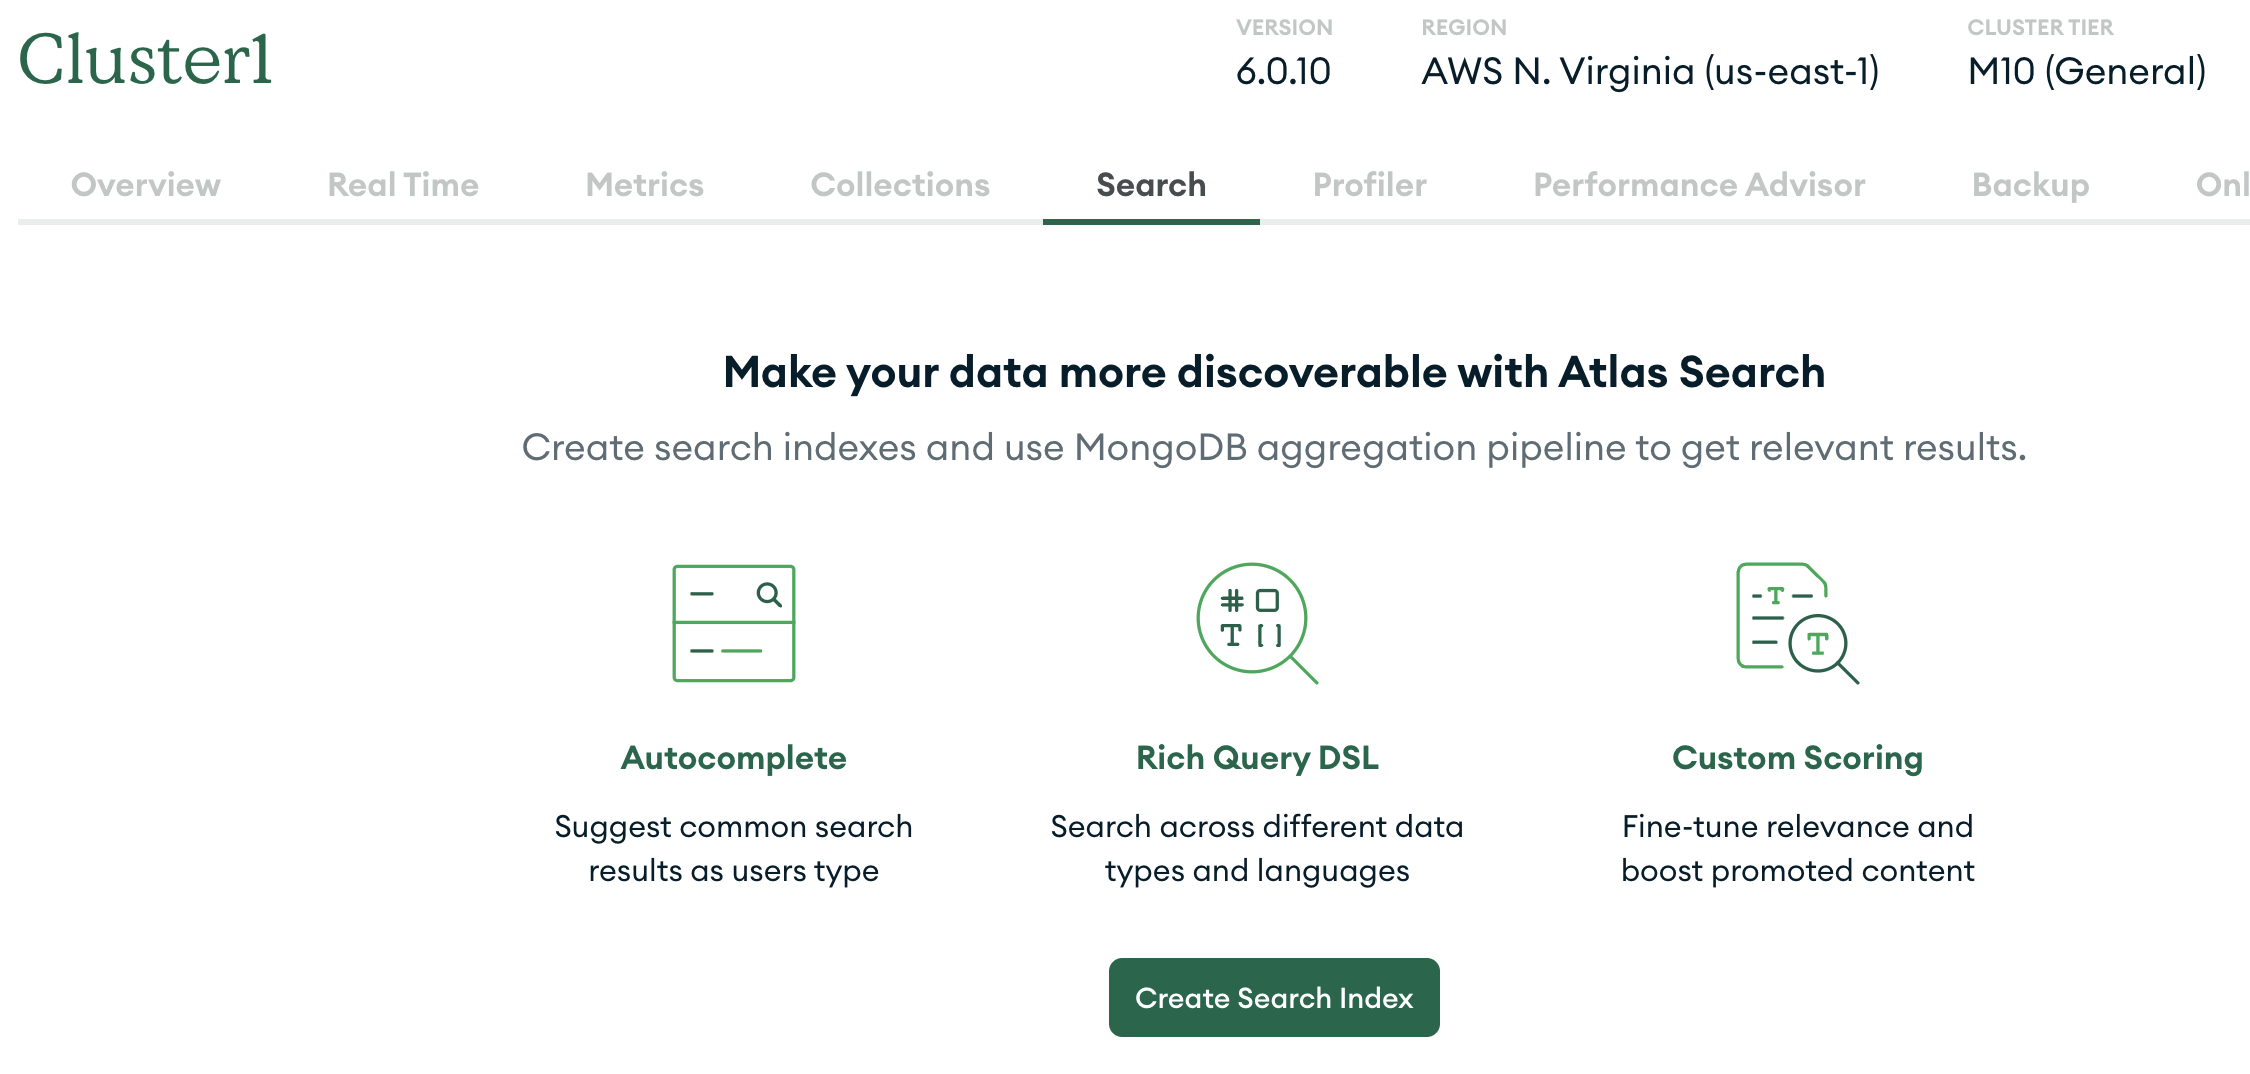 Cluster1
VERSION
6.0.10
REGION
AWS N. Virginia (us-east-1)
CLUSTER TIER
M10 (General)
Overview
Real Time
Metrics
Collections
Search
Profiler
Performance Advisor
Backup
Onl
Make your data more discoverable with Atlas Search
Create search indexes and use MongoDB aggregation pipeline to get relevant results.
# T [ ]
T T
Autocomplete
Suggest common search
results as users type
Rich Query DSL
Search across different data
types and languages
Custom Scoring
Fine-tune relevance and
boost promoted content
Create Search Index